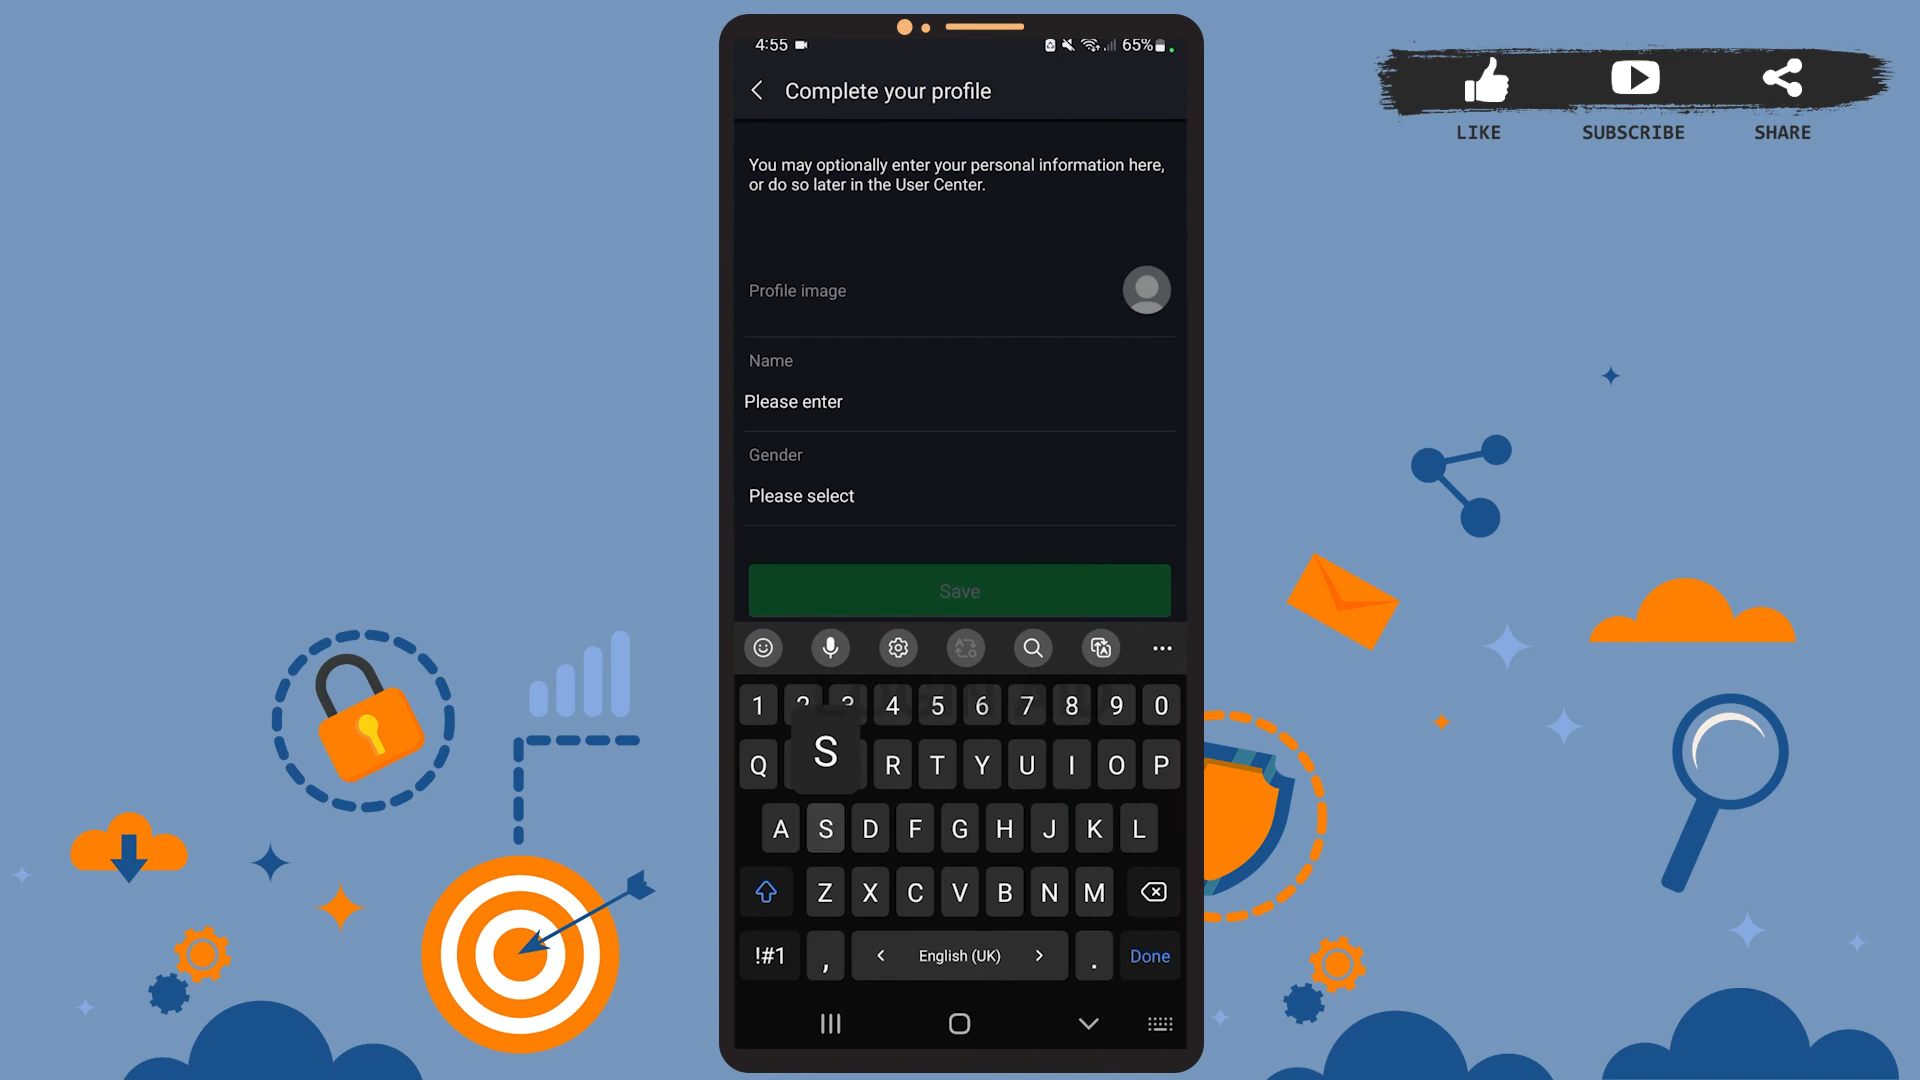 4:55 65%
Complete your profile
You may optionally enter your personal information here,
or do so later in the User Center.
Profile image
Name
Please enter
Gender
Please select
Save
1 2 3 4 5 6 7 8 9 0
Q S R T Y U I O P
A S D F G H J K L
Z X C V B N M
!#1 , < English (UK) > . Done
LIKE SUBSCRIBE SHARE